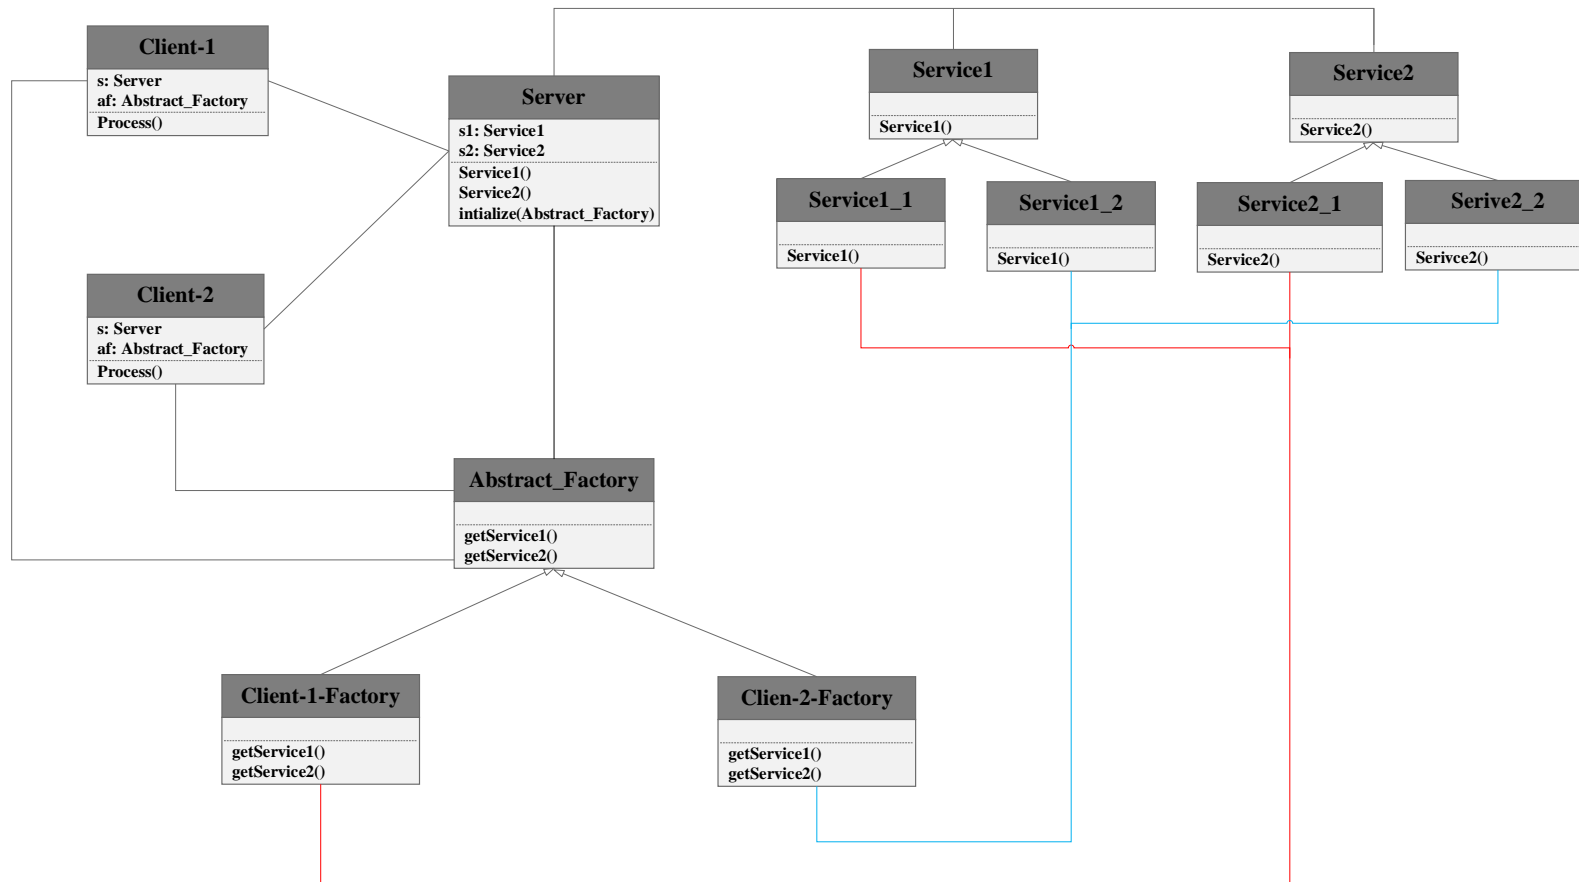 Client-1
s: Server
af: Abstract_Factory
Process()
Server
s1: Service1
s2: Service2
Service1()
Service2()
intialize(Abstract_Factory)
Service1
Service1()
Service2
Service2()
Service1_1
Service1()
Service1_2
Service1()
Service2_1
Service2()
Serive2_2
Serivce2()
Client-2
s: Server
af: Abstract_Factory
Process()
Abstract_Factory
getService1()
getService2()
Client-1-Factory
getService1()
getService2()
Clien-2-Factory
getService1()
getService2()